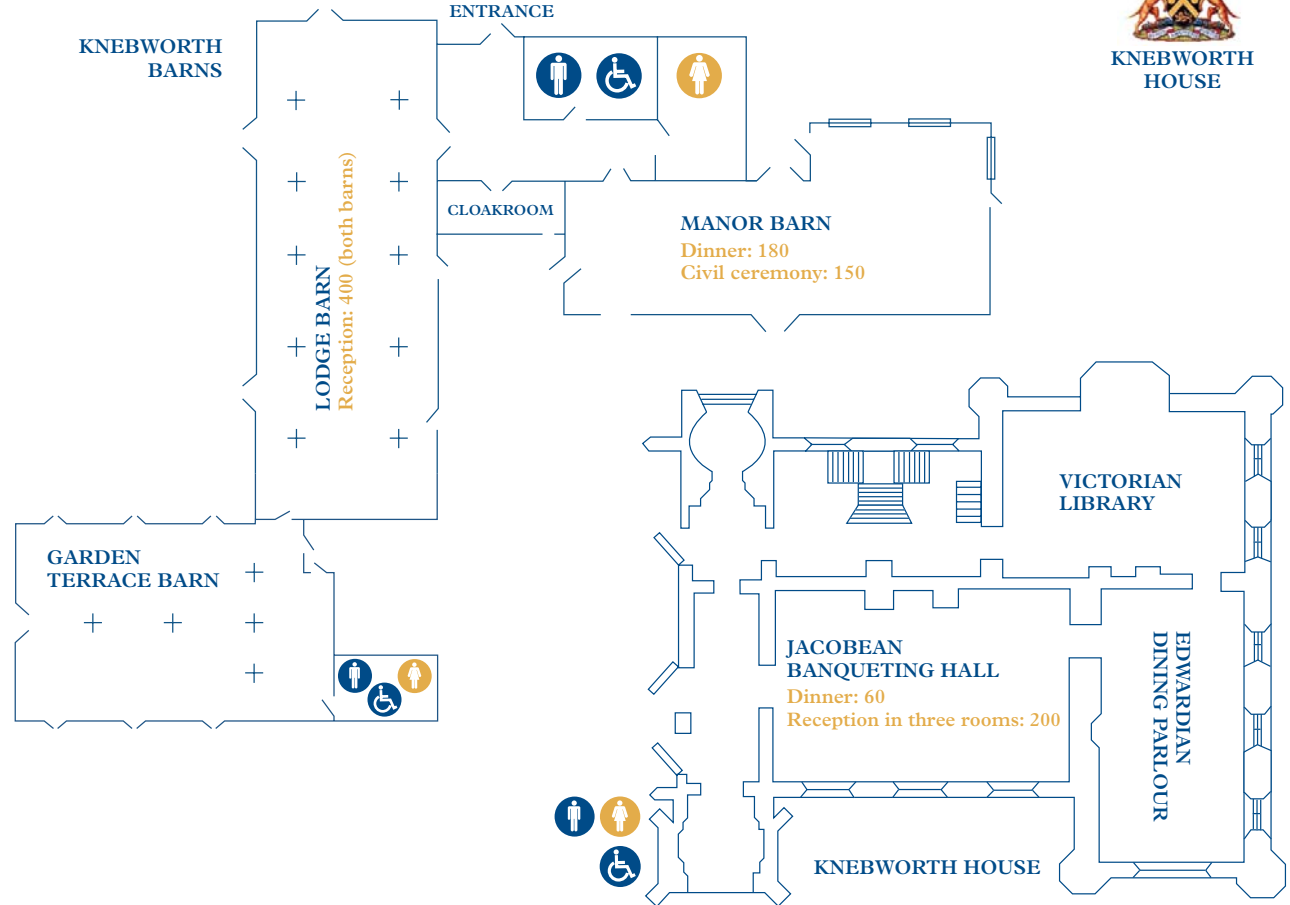 ENTRANCE
KNEBWORTH
BARNS
KNEBWORTH
HOUSE
CLOAKROOM
MANOR BARN
Dinner: 180
Civil ceremony: 150
LODGE BARN
Reception: 400 (both barns)
VICTORIAN
LIBRARY
GARDEN
TERRACE BARN
JACOBEAN
BANQUETING HALL
Dinner: 60
Reception in three rooms: 200
EDWARDIAN
DINING PARLOUR
KNEBWORTH HOUSE